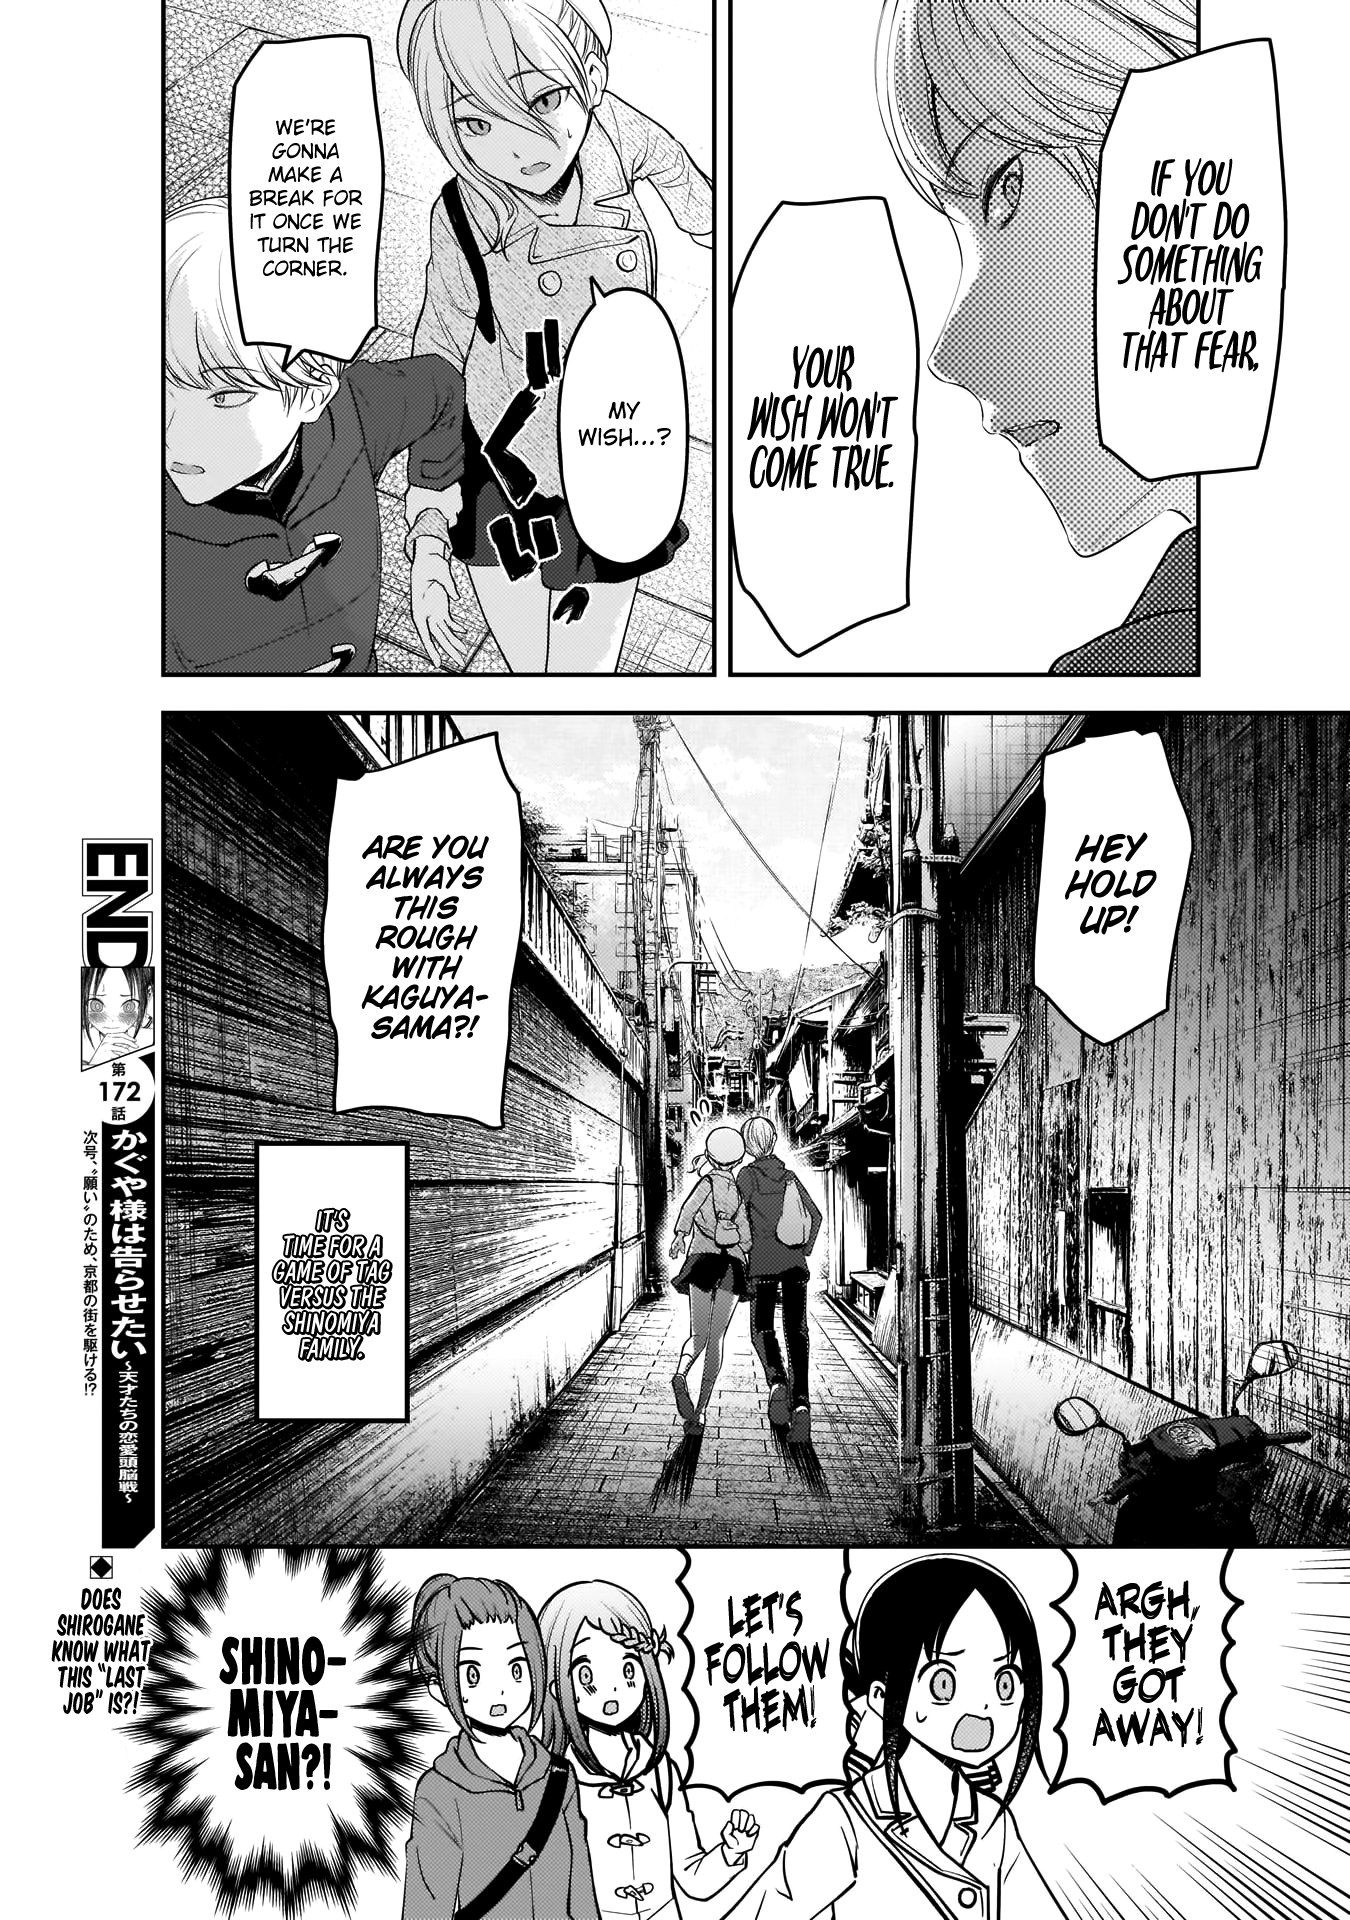 IF YOU
DON'T DO
SOMETHING
ABOUT
THAT FEAR,
YOUR
WISH WON'T
COME TRUE.
MY
WISH...?
WE'RE
GONNA
MAKE A
BREAK FOR
IT ONCE WE
TURN THE
CORNER.
HEY
HOLD
UP!
ARE YOU
ALWAYS
THIS
ROUGH
WITH
KAGUYA-
SAMA?!
IT'S
TIME FOR A
GAME OF TAG
VERSUS THE
SHINOMIYA
FAMILY.
ARGH,
THEY
GOT
AWAY!
LET'S
FOLLOW
THEM!
SHINO-
MIYA-
SAN?!
END
第
172
話
かぐや様は告らせたい
~天才たちの恋愛頭脳戦~
次号、〝願い〟のため、京都の街を駆ける!?
◆
DOES
SHIROGANE
KNOW WHAT
THIS "LAST
JOB" IS?!